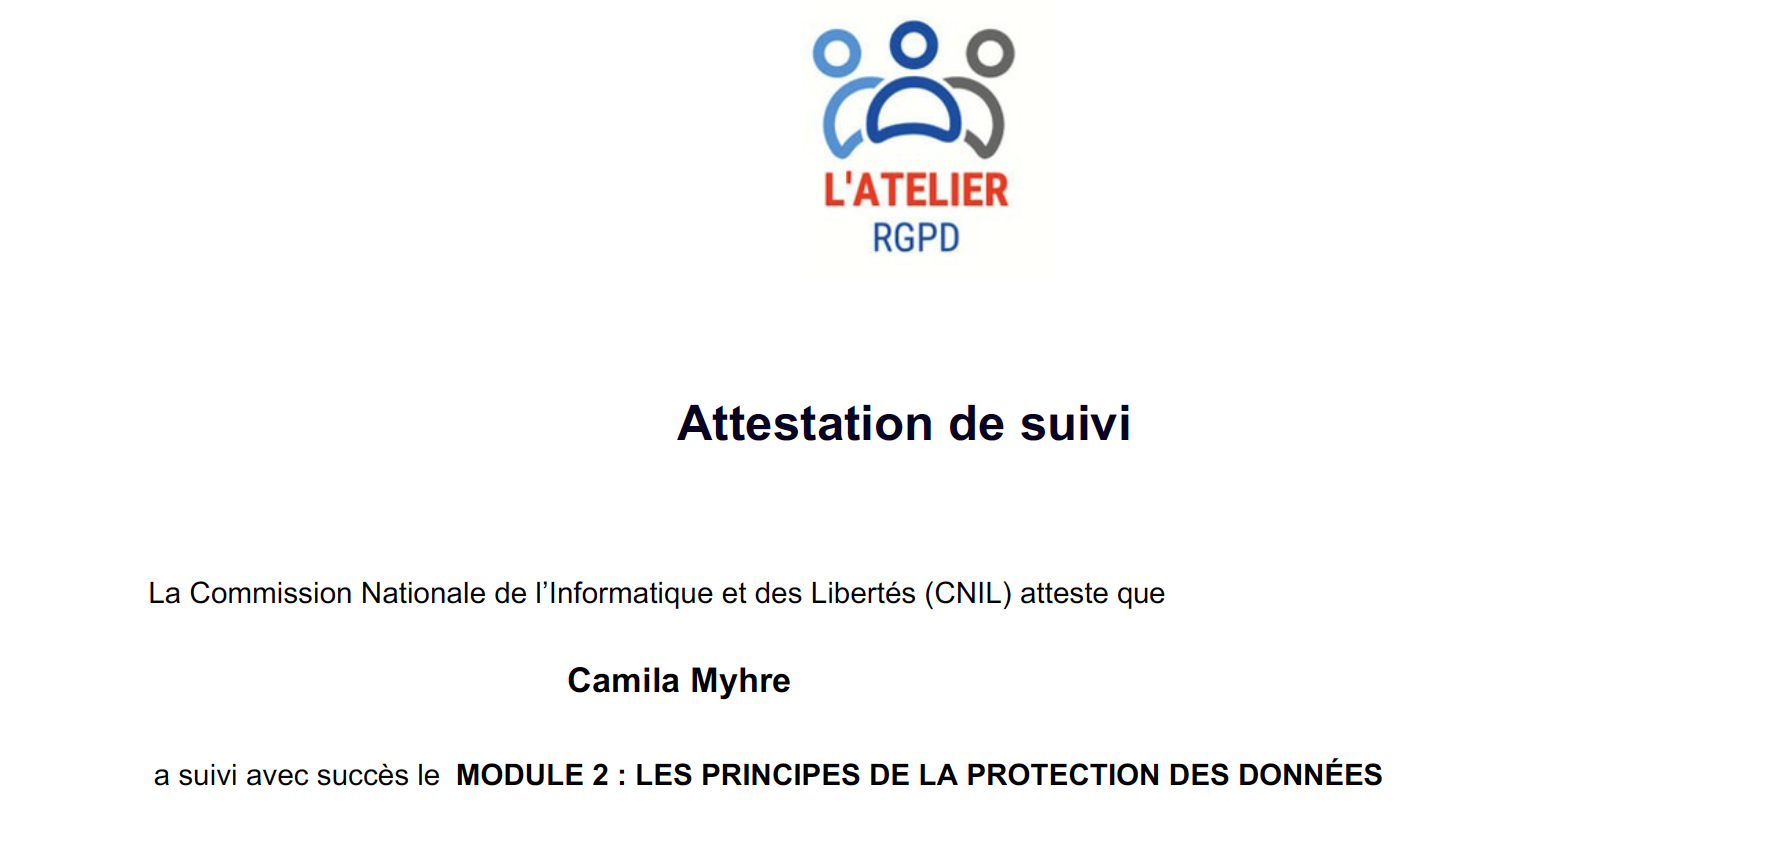 L'ATELIER
RGPD
Attestation de suivi
La Commission Nationale de l’Informatique et des Libertés (CNIL) atteste que
Camila Myhre
a suivi avec succès le MODULE 2 : LES PRINCIPES DE LA PROTECTION DES DONNÉES